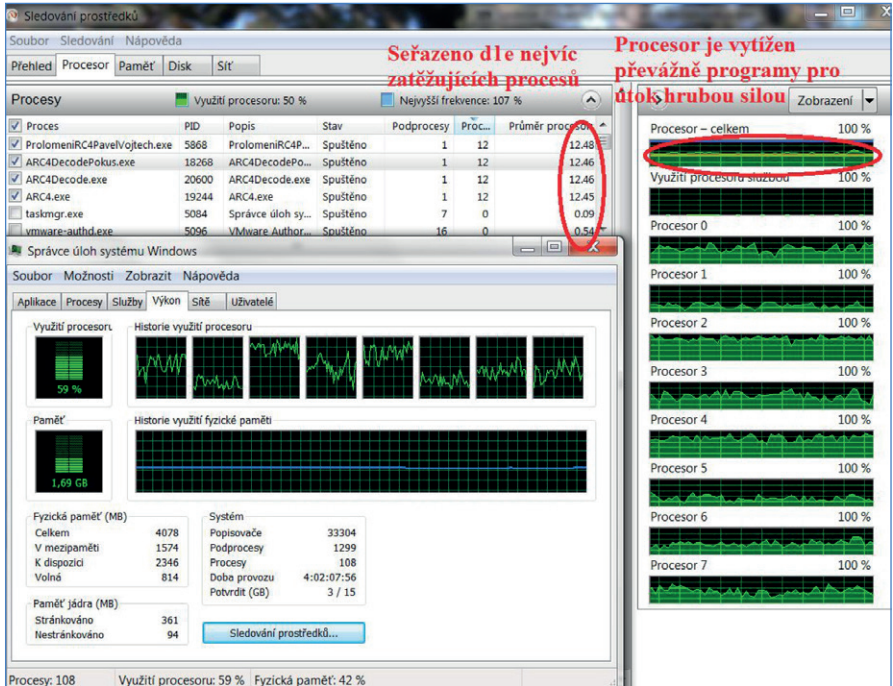 Sledování prostředků
Soubor Sledování Nápověda
Přehled Procesor Paměť Disk Síť
Seřazeno dle nejvíc
zatěžujících procesů
Procesor je vytížen
převážně programy pro
útok hrubou silou
Procesy Využití procesoru: 50 % Nejvyšší frekvence: 107 %
Proces PID Popis Stav Podprocesy Proc... Průměr procesoru
ProlomeniRC4PavelVojtech.exe 5868 ProlomeniRC4P... Spuštěno 1 12 12.48
ARC4DecodePokus.exe 18268 ARC4DecodePo... Spuštěno 1 12 12.46
ARC4Decode.exe 20600 ARC4Decode.exe Spuštěno 1 12 12.46
ARC4.exe 19244 ARC4.exe Spuštěno 1 12 12.45
taskmgr.exe 5084 Správce úloh sy... Spuštěno 7 0 0.09
vmware-authd.exe 5096 VMware Author... Spuštěno 16 0 0.54
Zobrazení
Procesor – celkem 100 %
Využití procesoru službou 100 %
Procesor 0 100 %
Procesor 1 100 %
Procesor 2 100 %
Procesor 3 100 %
Procesor 4 100 %
Procesor 5 100 %
Procesor 6 100 %
Procesor 7 100 %
Správce úloh systému Windows
Soubor Možnosti Zobrazit Nápověda
Aplikace Procesy Služby Výkon Sítě Uživatelé
Využití procesoru Historie využití procesoru
59 %
Paměť Historie využití fyzické paměti
1,69 GB
Fyzická paměť (MB)
Celkem 4078
V mezipaměti 1574
K dispozici 2346
Volná 814
Systém
Popisovače 33304
Podprocesy 1299
Procesy 108
Doba provozu 4:02:07:56
Potvrdit (GB) 3 / 15
Paměť jádra (MB)
Stránkováno 361
Nestránkováno 94
Sledování prostředků...
Procesy: 108 Využití procesoru: 59 % Fyzická paměť: 42 %